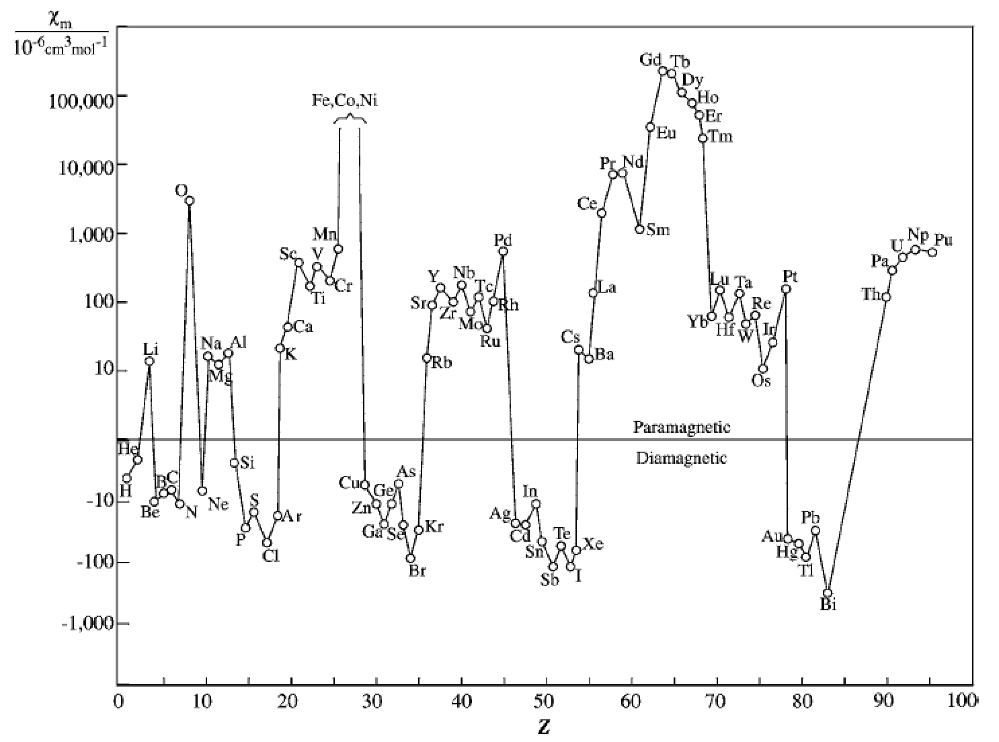 χm
10-6cm3mol-1
100,000
10,000
1,000
100
10
-10
-100
-1,000
0 10 20 30 40 50 60 70 80 90 100
Z
Paramagnetic
Diamagnetic
Fe,Co,Ni
H
He
Li
Be
B
C
N
O
Ne
Na
Mg
Al
Si
P
S
Cl
Ar
K
Ca
Sc
Ti
V
Cr
Mn
Cu
Zn
Ga
Ge
As
Se
Br
Kr
Rb
Sr
Y
Zr
Nb
Mo
Tc
Ru
Rh
Pd
Ag
Cd
In
Sn
Sb
Te
I
Xe
Cs
Ba
La
Ce
Pr
Nd
Sm
Eu
Gd
Tb
Dy
Ho
Er
Tm
Yb
Lu
Hf
Ta
W
Re
Os
Ir
Pt
Au
Hg
Tl
Pb
Bi
Th
Pa
U
Np
Pu